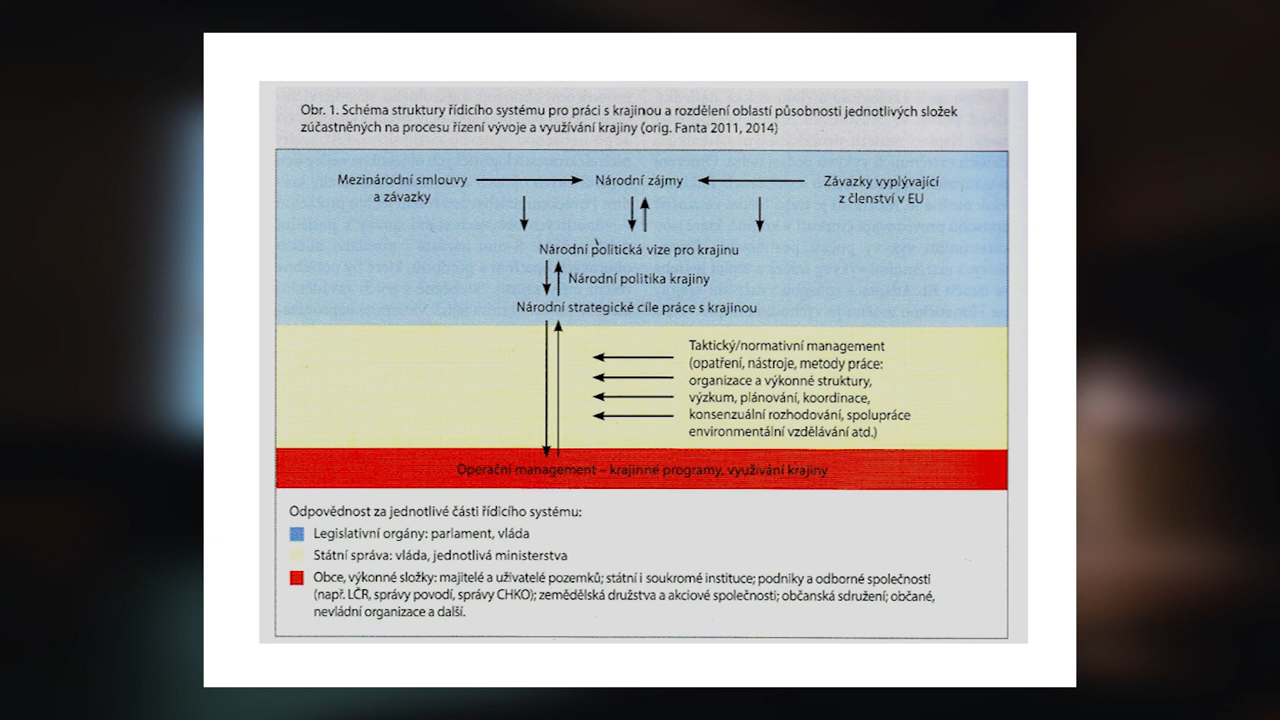 Obr. 1. Schéma struktury řídicího systému pro práci s krajinou a rozdělení oblastí působnosti jednotlivých složek
zúčastněných na procesu řízení vývoje a využívání krajiny (orig. Fanta 2011, 2014)
Mezinárodní smlouvy
a závazky
Národní zájmy
Závazky vyplývající
z členství v EU
Národní politická vize pro krajinu
Národní politika krajiny
Národní strategické cíle práce s krajinou
Taktický/normativní management
(opatření, nástroje, metody práce:
organizace a výkonné struktury,
výzkum, plánování, koordinace,
konsenzuální rozhodování, spolupráce
environmentální vzdělávání atd.)
Operační management – krajinné programy, využívání krajiny
Odpovědnost za jednotlivé části řídicího systému:
Legislativní orgány: parlament, vláda
Státní správa: vláda, jednotlivá ministerstva
Obce, výkonné složky: majitelé a uživatelé pozemků; státní i soukromé instituce; podniky a odborné společnosti
(např. LČR, správy povodí, správy CHKO); zemědělská družstva a akciové společnosti; občanská sdružení; občané,
nevládní organizace a další.